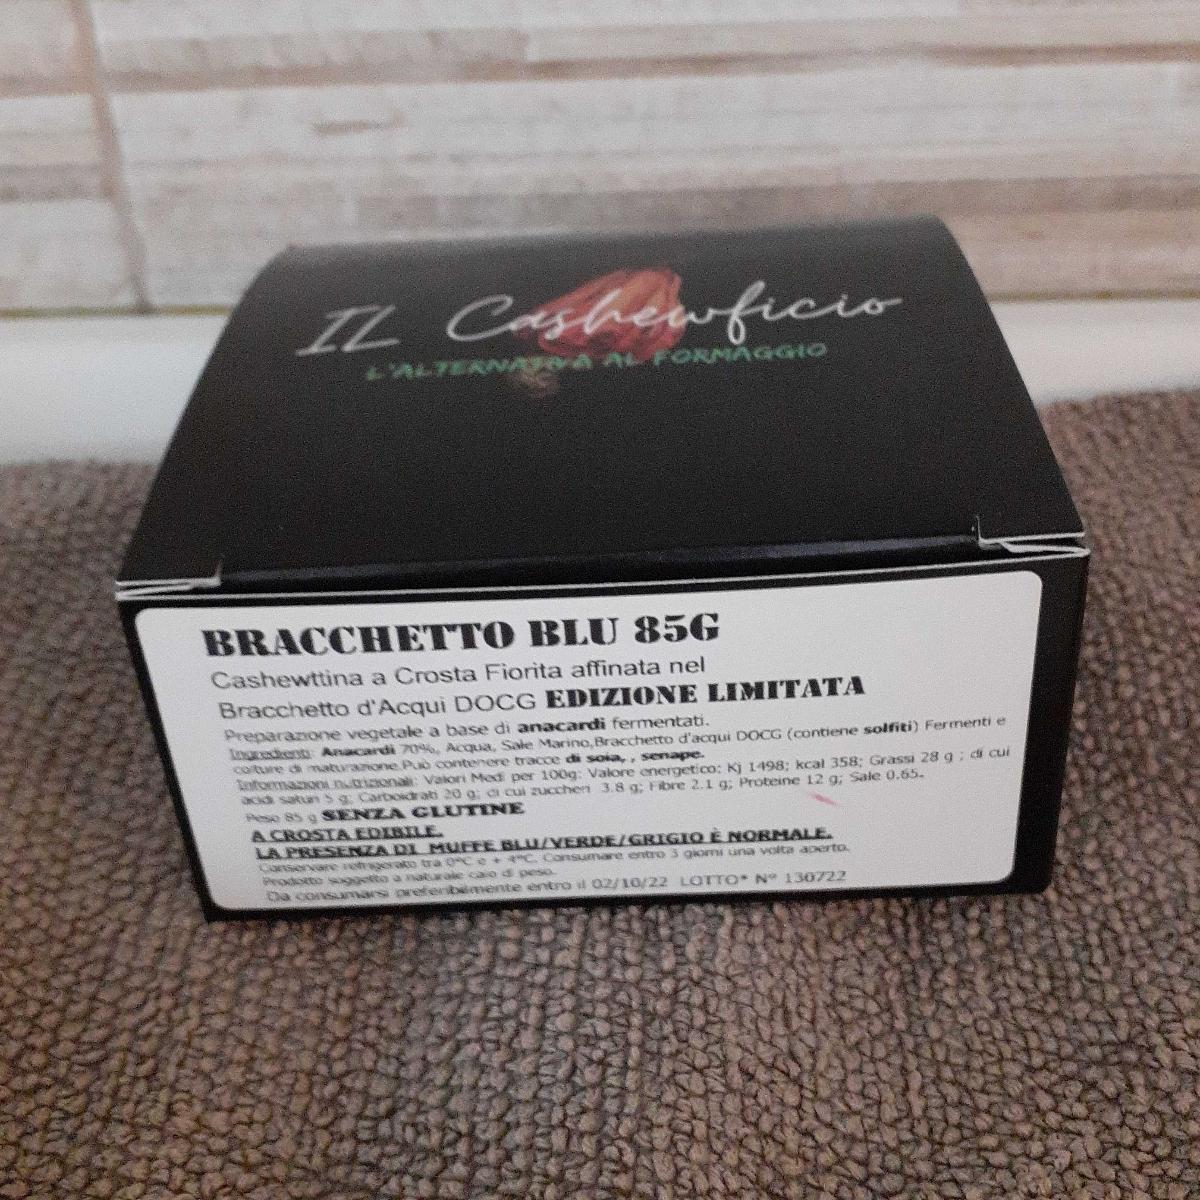 IL Cashewficio
L'ALTERNATIVA AL FORMAGGIO
BRACCHETTO BLU 85G
Cashewttina a Crosta Fiorita affinata nel
Bracchetto d'Acqui DOCG EDIZIONE LIMITATA
Preparazione vegetale a base di anacardi fermentati.
Ingredienti: Anacardi 70%, Acqua, Sale Marino,Bracchetto d'acqui DOCG (contiene solfiti) Fermenti e
colture di maturazione.Può contenere tracce di soia, , senape.
Informazioni nutrizionali: Valori Medi per 100g: Valore energetico: Kj 1498; kcal 358; Grassi 28 g ; di cui
acidi saturi 5 g; Carboidrati 20 g; di cui zuccheri 3.8 g; Fibre 2.1 g; Proteine 12 g; Sale 0.65.
Peso 85 g SENZA GLUTINE
A CROSTA EDIBILE.
LA PRESENZA DI MUFFE BLU/VERDE/GRIGIO È NORMALE.
Conservare refrigerato tra 0°C e + 4°C. Consumare entro 3 giorni una volta aperto.
Prodotto soggetto a naturale calo di peso.
Da consumarsi preferibilmente entro il 02/10/22 LOTTO* N° 130722